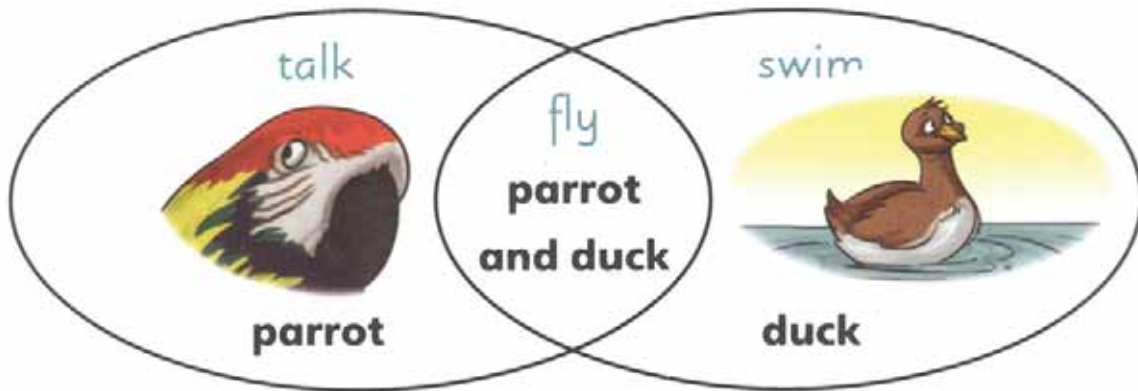 talk
parrot
fly
parrot
and duck
swim
duck